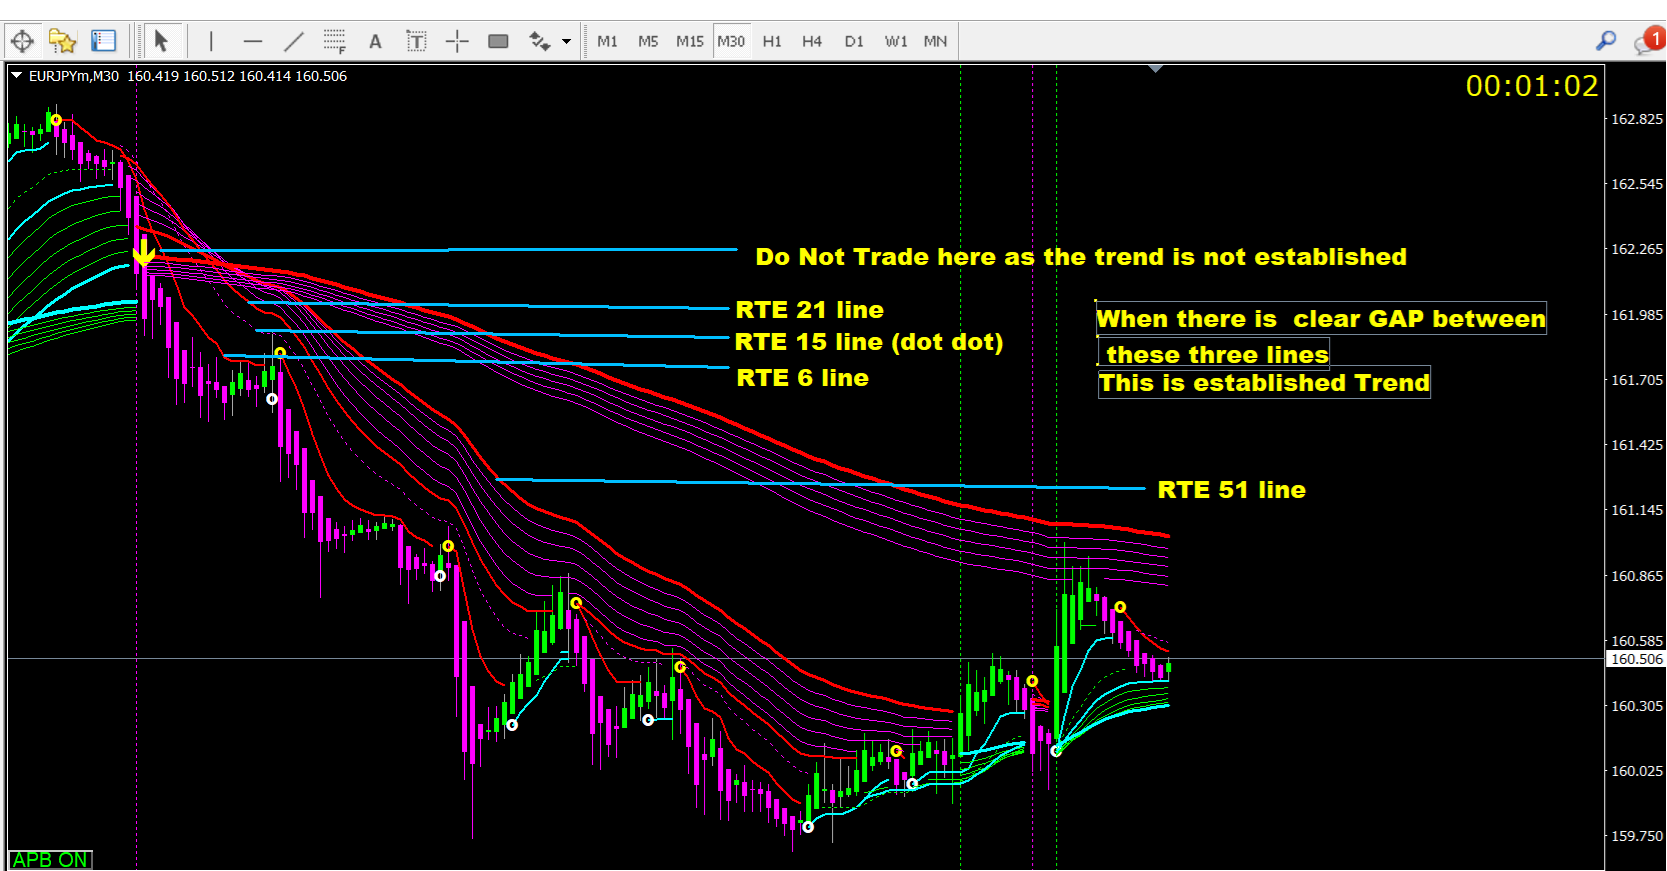 A T F M1 M5 M15 M30 H1 H4 D1 W1 MN 1
EURJPYm,M30 160.419 160.512 160.414 160.506
00:01:02
162.825
162.545
162.265
Do Not Trade here as the trend is not established
RTE 21 line
161.985
When there is clear GAP between
RTE 15 line (dot dot)
these three lines
RTE 6 line
This is established Trend
161.705
161.425
RTE 51 line
161.145
160.865
160.585
160.506
160.305
160.025
159.750
APB ON